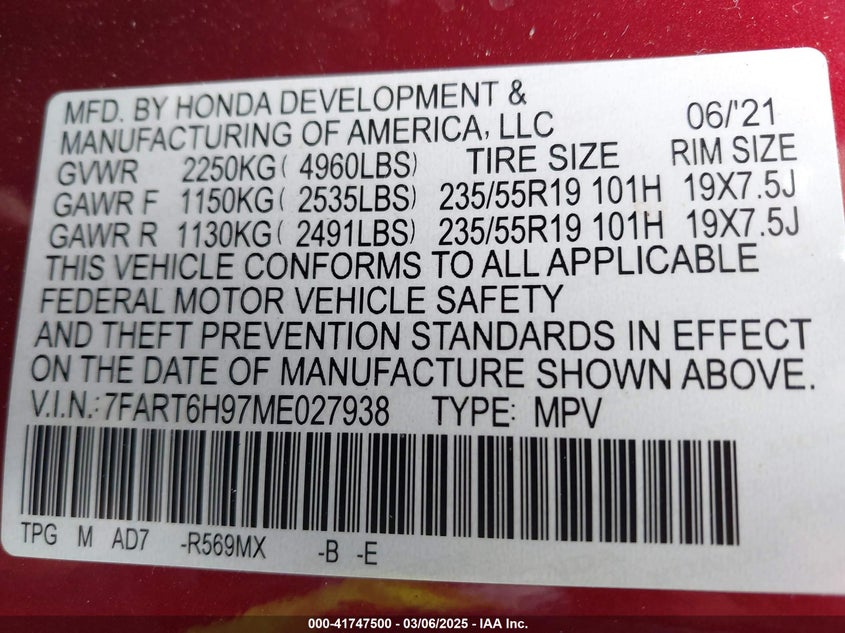 MFD. BY HONDA DEVELOPMENT &
MANUFACTURING OF AMERICA, LLC 06/'21
GVWR 2250KG( 4960LBS) TIRE SIZE RIM SIZE
GAWR F 1150KG( 2535LBS) 235/55R19 101H 19X7.5J
GAWR R 1130KG( 2491LBS) 235/55R19 101H 19X7.5J
THIS VEHICLE CONFORMS TO ALL APPLICABLE
FEDERAL MOTOR VEHICLE SAFETY
AND THEFT PREVENTION STANDARDS IN EFFECT
ON THE DATE OF MANUFACTURE SHOWN ABOVE.
V.I.N.:7FART6H97ME027938 TYPE: MPV
TPG M AD7 -R569MX -B -E
000-41747500 - 03/06/2025 - IAA Inc.